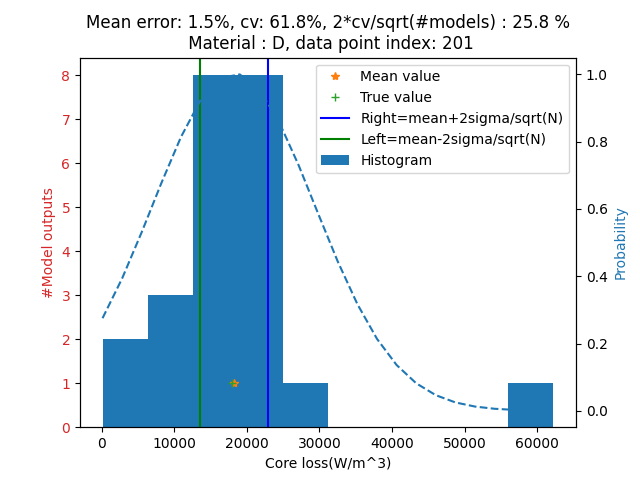 Mean error: 1.5%, cv: 61.8%, 2*cv/sqrt(#models) : 25.8 %
Material : D, data point index: 201
Mean value
True value
Right=mean+2sigma/sqrt(N)
Left=mean-2sigma/sqrt(N)
Histogram
#Model outputs
8
7
6
5
4
3
2
1
0
1.0
0.8
0.6
0.4
0.2
0.0
Probability
0 10000 20000 30000 40000 50000 60000
Core loss(W/m^3)